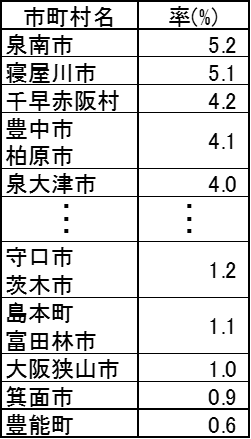 市町村名 率(%)
泉南市 5.2
寝屋川市 5.1
千早赤阪村 4.2
豊中市
柏原市 4.1
泉大津市 4.0
⋮ ⋮
守口市
茨木市 1.2
島本町
富田林市 1.1
大阪狭山市 1.0
箕面市 0.9
豊能町 0.6